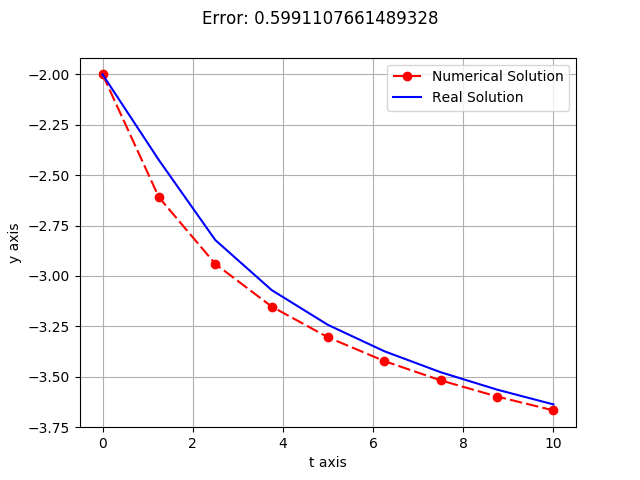 Error: 0.5991107661489328
Numerical Solution
Real Solution
−2.00
−2.25
−2.50
−2.75
−3.00
−3.25
−3.50
−3.75
y axis
0 2 4 6 8 10
t axis